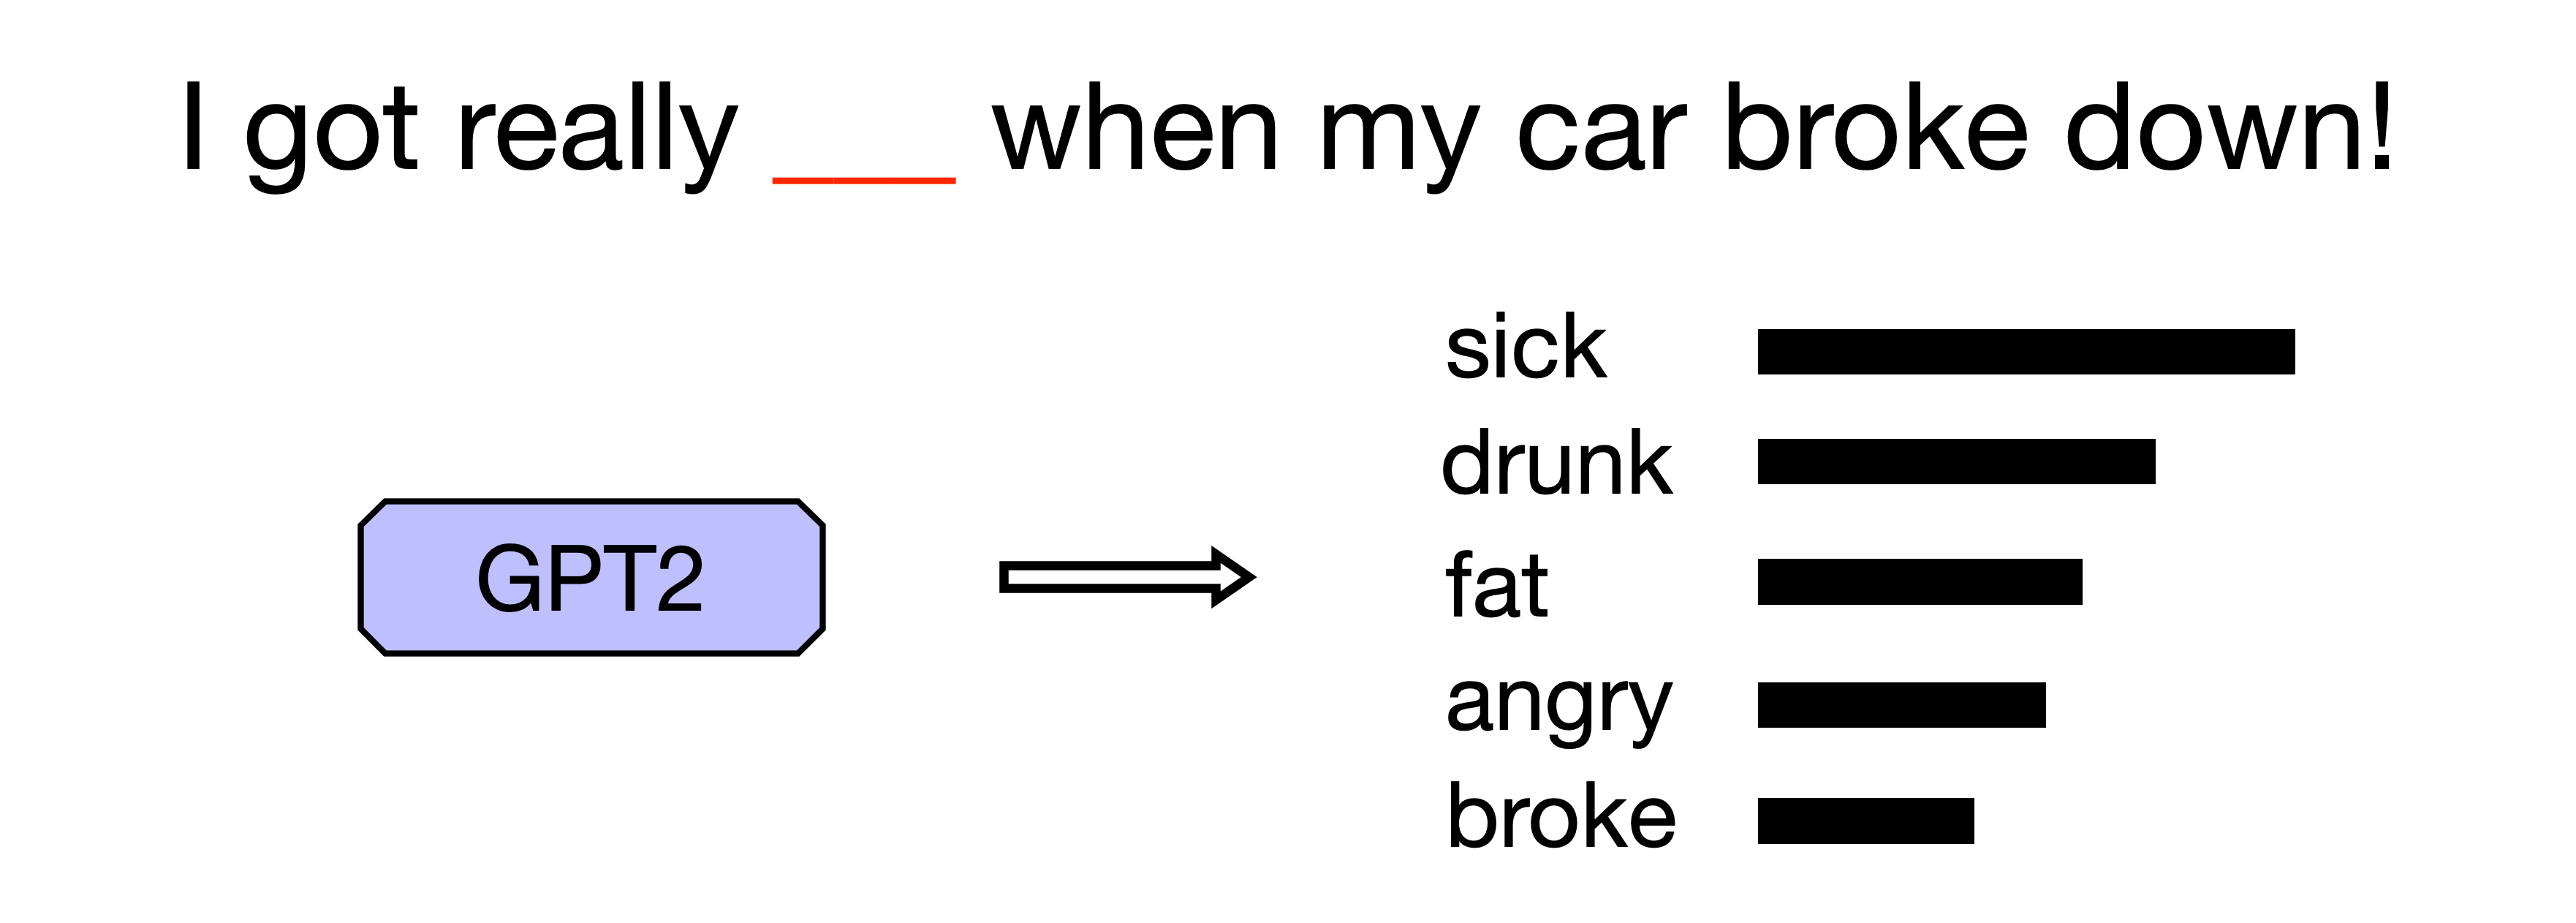 I got really ___ when my car broke down!
sick
drunk
GPT2
fat
angry
broke